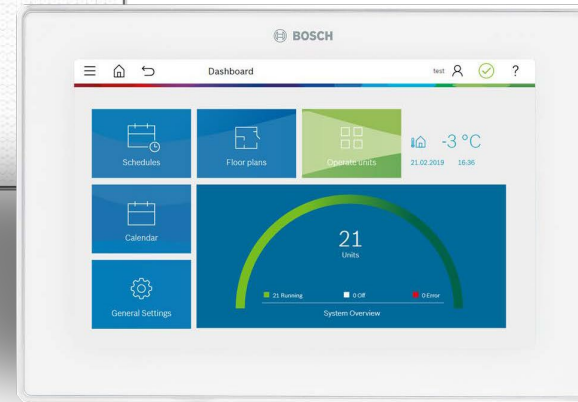 BOSCH
Dashboard
test
?
Schedules
Floor plans
Operate units
-3 °C
21.02.2019 16:36
Calendar
21
Units
21 Running
0 Off
0 Error
System Overview
General Settings